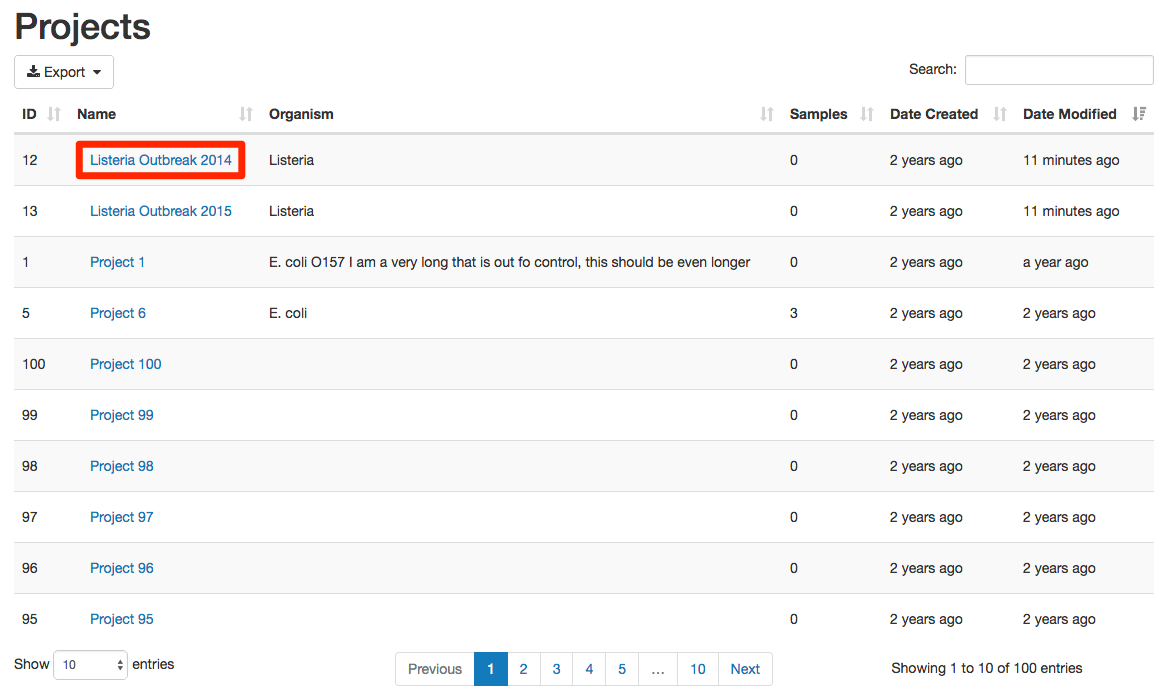 Projects
Export
Search:
ID Name Organism Samples Date Created Date Modified
12 Listeria Outbreak 2014 Listeria 0 2 years ago 11 minutes ago
13 Listeria Outbreak 2015 Listeria 0 2 years ago 11 minutes ago
1 Project 1 E. coli O157 I am a very long that is out fo control, this should be even longer 0 2 years ago a year ago
5 Project 6 E. coli 3 2 years ago 2 years ago
100 Project 100 0 2 years ago 2 years ago
99 Project 99 0 2 years ago 2 years ago
98 Project 98 0 2 years ago 2 years ago
97 Project 97 0 2 years ago 2 years ago
96 Project 96 0 2 years ago 2 years ago
95 Project 95 0 2 years ago 2 years ago
Show 10 entries Previous 1 2 3 4 5 ... 10 Next Showing 1 to 10 of 100 entries